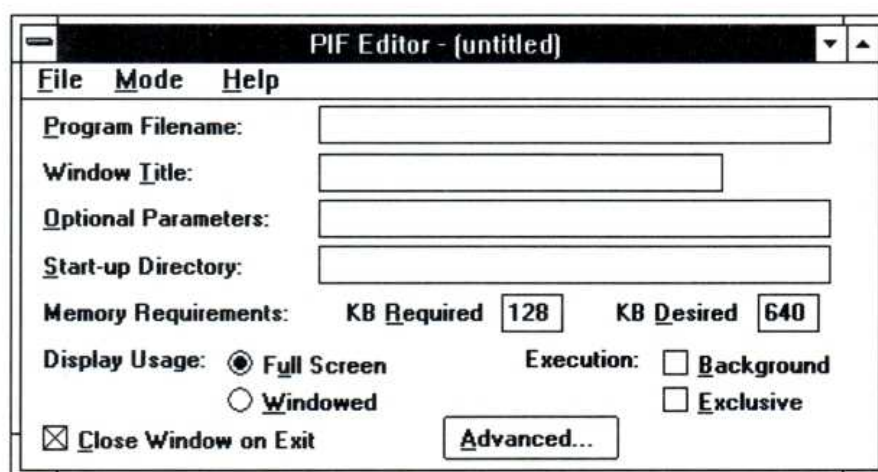 PIF Editor - (untitled)
File Mode Help
Program Filename:
Window Title:
Optional Parameters:
Start-up Directory:
Memory Requirements: KB Required 128 KB Desired 640
Display Usage: Full Screen Execution: Background
Windowed Exclusive
Close Window on Exit Advanced...